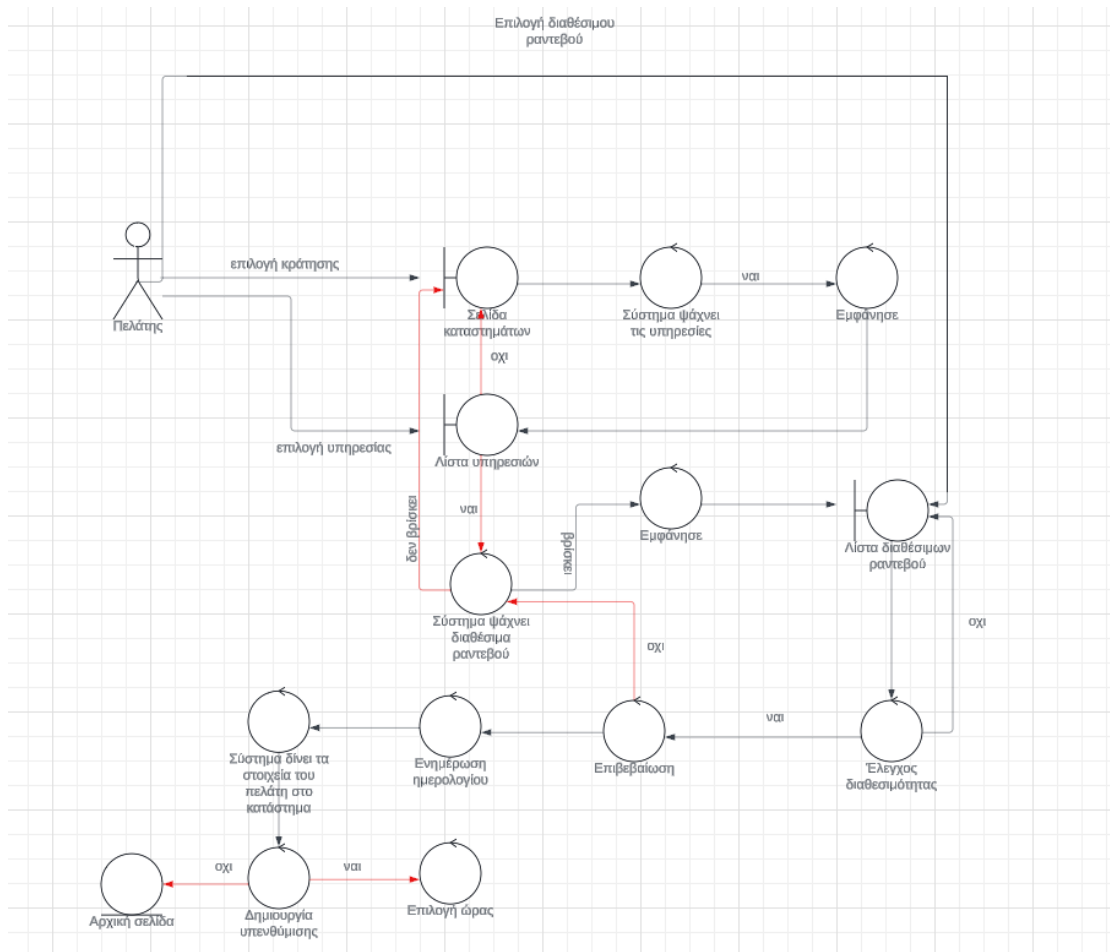 Επιλογή διαθέσιμου
ραντεβού
επιλογή κράτησης
Πελάτης
Σελίδα
καταστημάτων
Σύστημα ψάχνει
τις υπηρεσίες
ναι
Εμφάνησε
οχι
επιλογή υπηρεσίας
Λίστα υπηρεσιών
ναι
δεν βρίσκει
βρίσκει
Εμφάνησε
Λίστα διαθέσιμων
ραντεβού
Σύστημα ψάχνει
διαθέσιμα
ραντεβού
οχι
οχι
ναι
Σύστημα δίνει τα
στοιχεία του
πελάτη στο
κατάστημα
Ενημέρωση
ημερολογίου
Επιβεβαίωση
Έλεγχος
διαθεσιμότητας
οχι
ναι
Αρχική σελίδα
Δημιουργία
υπενθύμισης
Επιλογή ώρας